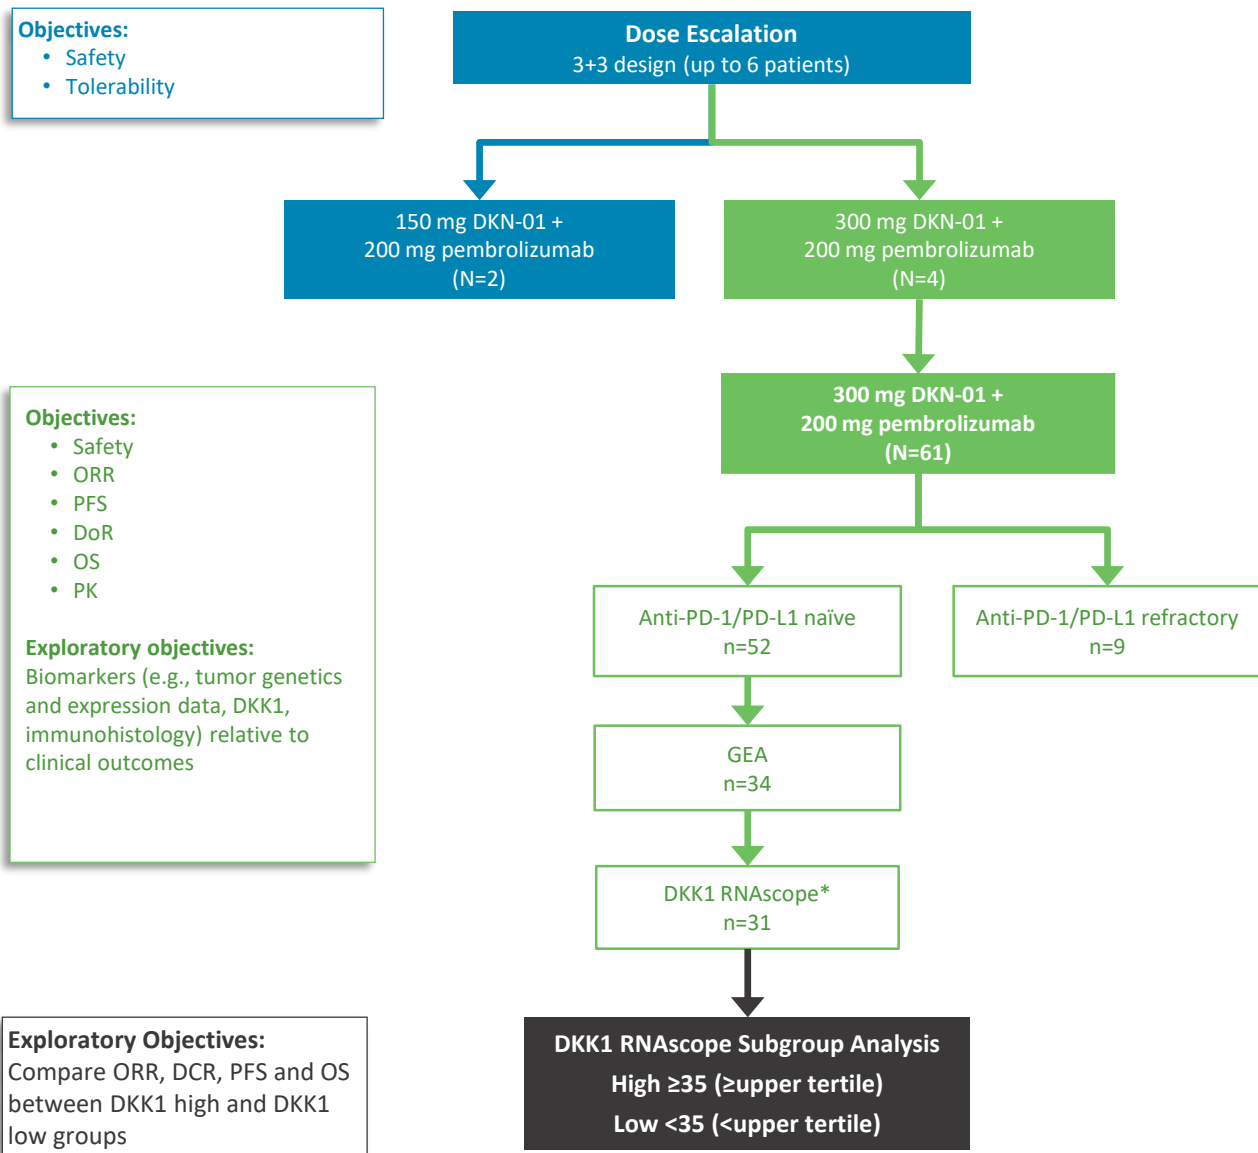 Objectives:
• Safety
• Tolerability
Dose Escalation
3+3 design (up to 6 patients)
150 mg DKN-01 +
200 mg pembrolizumab
(N=2)
300 mg DKN-01 +
200 mg pembrolizumab
(N=4)
Objectives:
• Safety
• ORR
• PFS
• DoR
• OS
• PK
Exploratory objectives:
Biomarkers (e.g., tumor genetics
and expression data, DKK1,
immunohistology) relative to
clinical outcomes
300 mg DKN-01 +
200 mg pembrolizumab
(N=61)
Anti-PD-1/PD-L1 naïve
n=52
Anti-PD-1/PD-L1 refractory
n=9
GEA
n=34
DKK1 RNAscope*
n=31
Exploratory Objectives:
Compare ORR, DCR, PFS and OS
between DKK1 high and DKK1
low groups
DKK1 RNAscope Subgroup Analysis
High ≥35 (≥upper tertile)
Low <35 (<upper tertile)